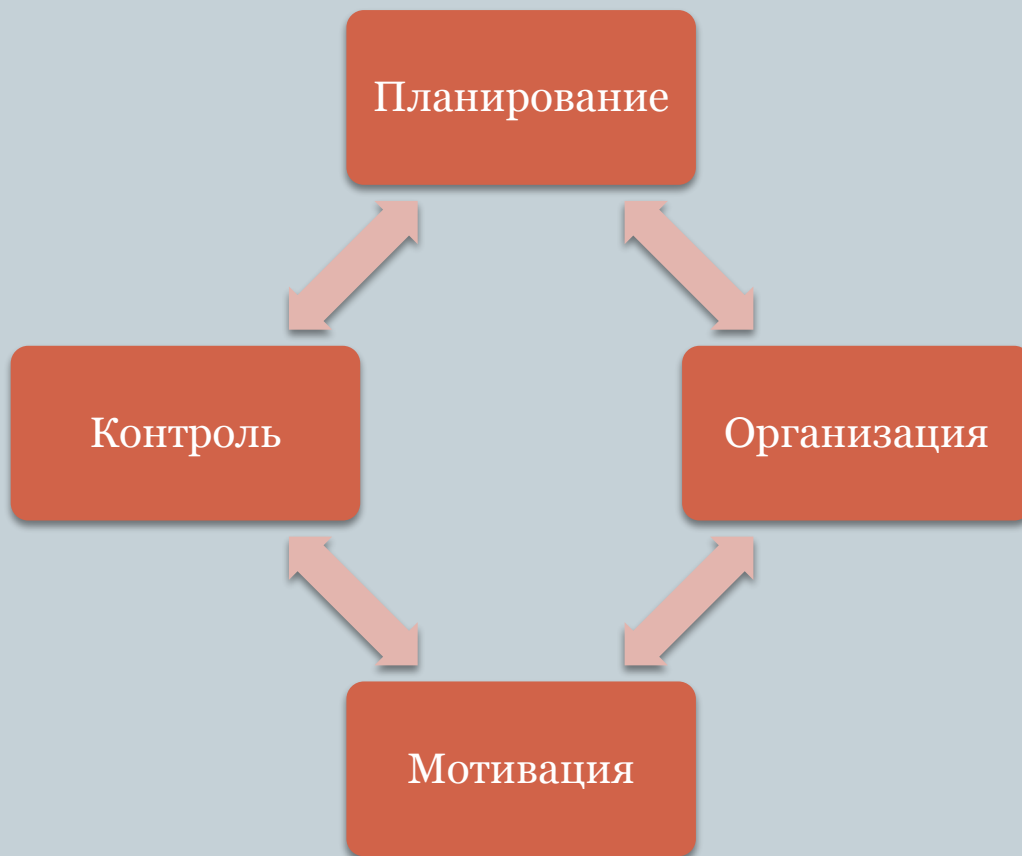 Планирование
Контроль
Организация
Мотивация